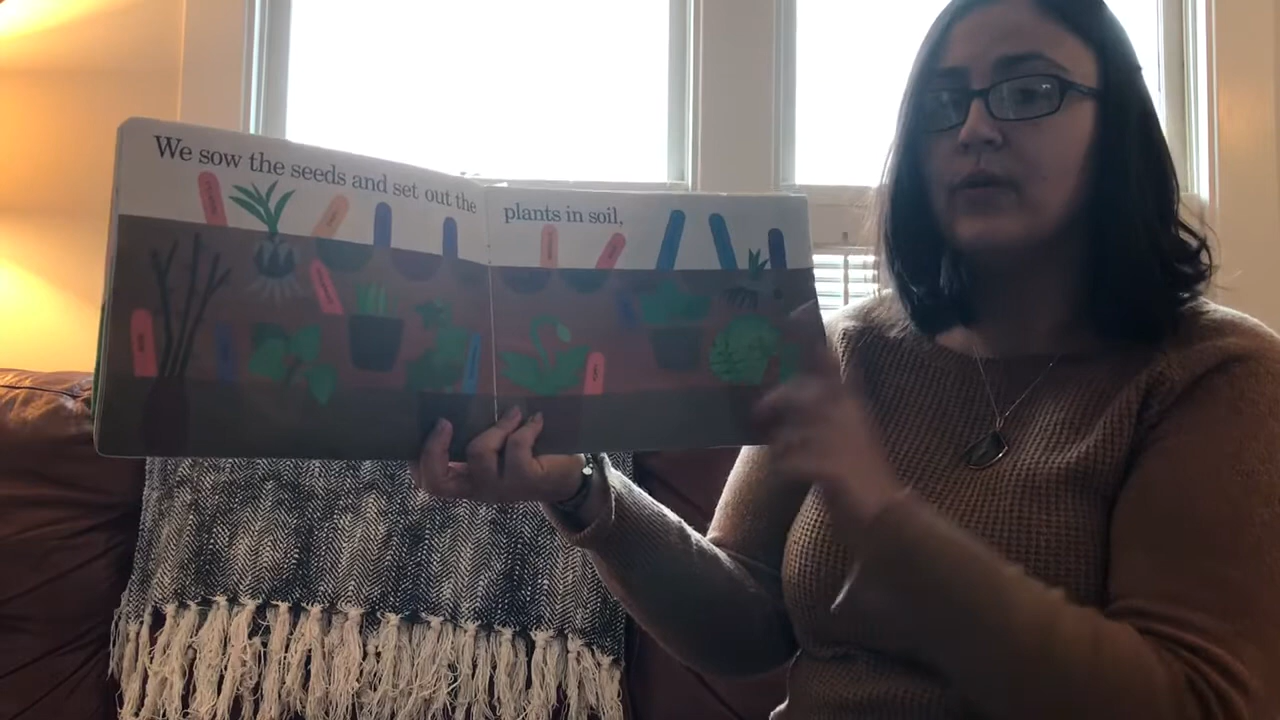 We sow the seeds and set out the
plants in soil,